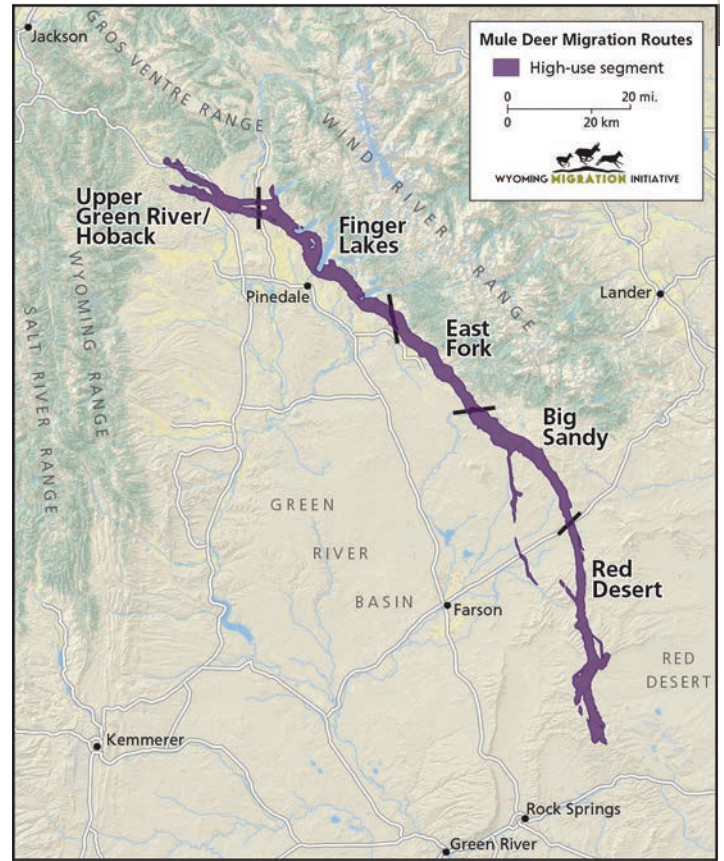 Jackson
GROS VENTRE RANGE
WIND RIVER RANGE
Mule Deer Migration Routes
High-use segment
0 20 mi.
0 20 km
WYOMING MIGRATION INITIATIVE
Upper
Green River/
Hoback
Finger
Lakes
Pinedale
Lander
WYOMING RANGE
SALT RIVER RANGE
East
Fork
Big
Sandy
GREEN
RIVER
BASIN
Red
Desert
Farson
RED
DESERT
Kemmerer
Rock Springs
Green River